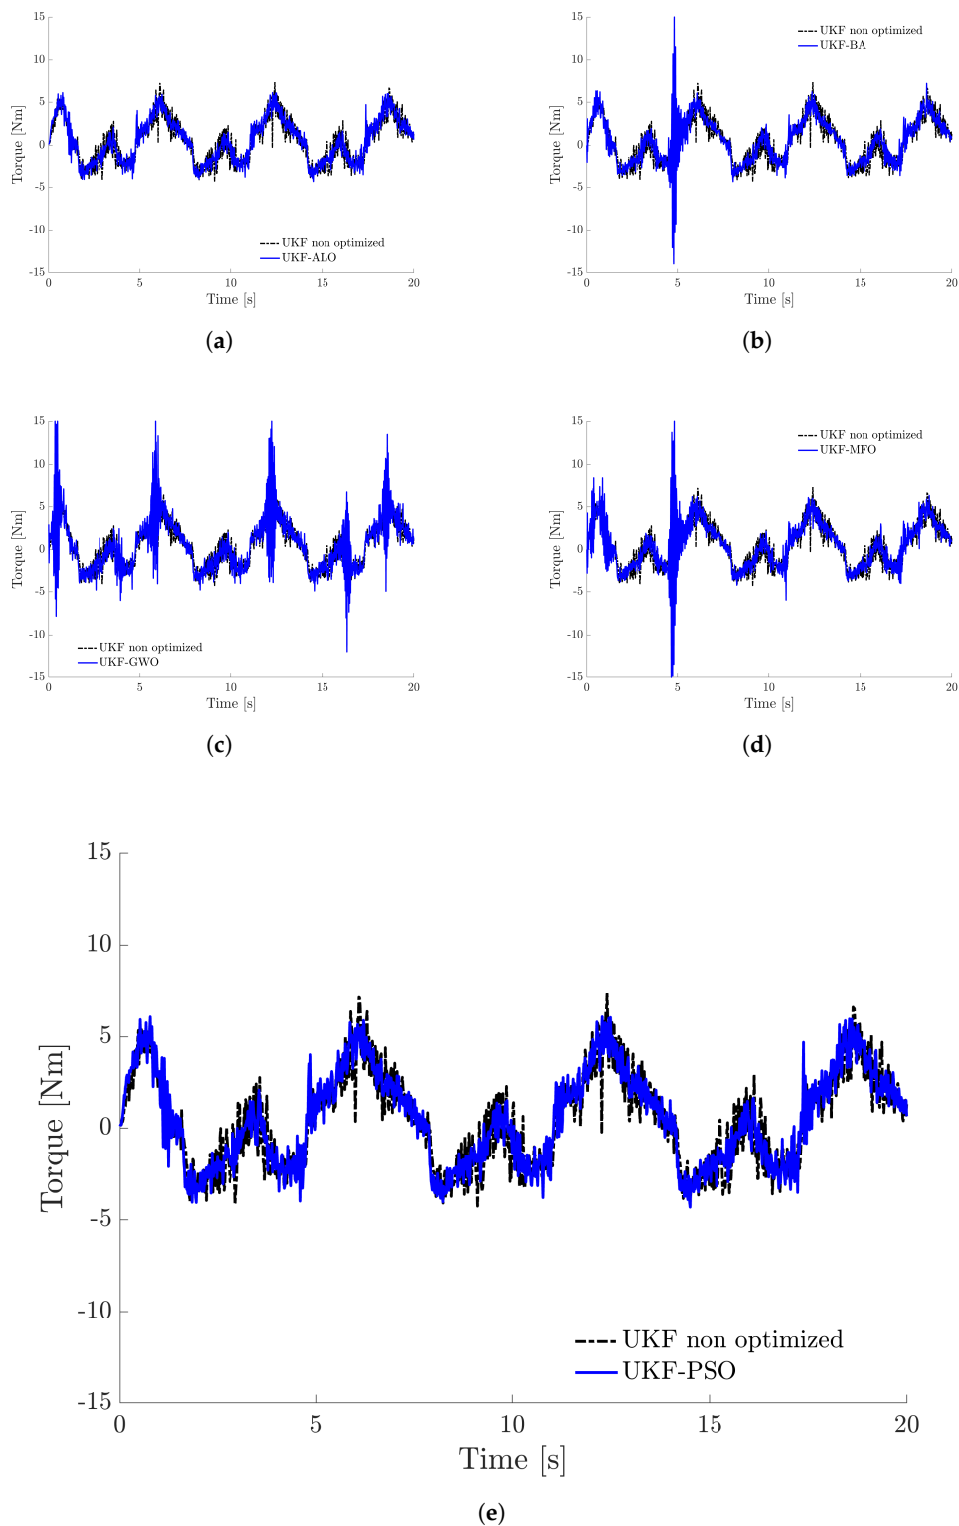 15
10
5
0
-5
-10
-15
Torque [Nm]
UKF non optimized
UKF-ALO
0 5 10 15 20
Time [s]
(a)
15
10
5
0
-5
-10
-15
Torque [Nm]
UKF non optimized
UKF-BA
0 5 10 15 20
Time [s]
(b)
15
10
5
0
-5
-10
-15
Torque [Nm]
UKF non optimized
UKF-GWO
0 5 10 15 20
Time [s]
(c)
15
10
5
0
-5
-10
-15
Torque [Nm]
UKF non optimized
UKF-MFO
0 5 10 15 20
Time [s]
(d)
15
10
5
0
-5
-10
-15
Torque [Nm]
UKF non optimized
UKF-PSO
0 5 10 15 20
Time [s]
(e)